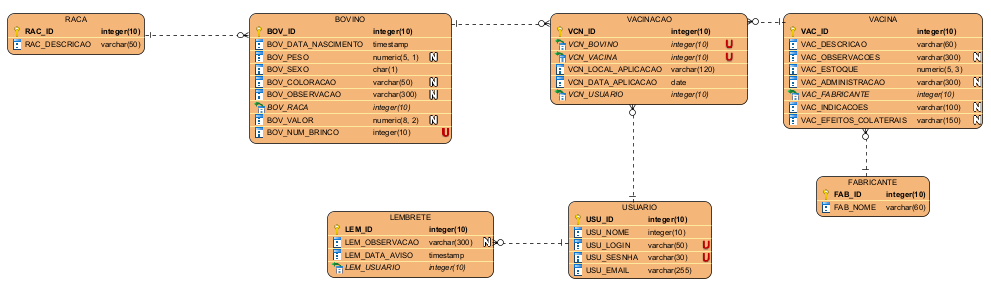 RACA
RAC_ID integer(10)
RAC_DESCRICAO varchar(50)
BOVINO
BOV_ID integer(10)
BOV_DATA_NASCIMENTO timestamp
BOV_PESO numeric(5, 1) N
BOV_SEXO char(1)
BOV_COLORACAO varchar(50) N
BOV_OBSERVACAO varchar(300) N
BOV_RACA integer(10)
BOV_VALOR numeric(8, 2) N
BOV_NUM_BRINCO integer(10) U
VACINACAO
VCN_ID integer(10)
VCN_BOVINO integer(10) U
VCN_VACINA integer(10) U
VCN_LOCAL_APLICACAO varchar(120)
VCN_DATA_APLICACAO date
VCN_USUARIO integer(10)
VACINA
VAC_ID integer(10)
VAC_DESCRICAO varchar(60)
VAC_OBSERVACOES varchar(300) N
VAC_ESTOQUE numeric(5, 3)
VAC_ADMINISTRACAO varchar(300) N
VAC_FABRICANTE integer(10)
VAC_INDICACOES varchar(100) N
VAC_EFEITOS_COLATERAIS varchar(150) N
FABRICANTE
FAB_ID integer(10)
FAB_NOME varchar(60)
LEMBRETE
LEM_ID integer(10)
LEM_OBSERVACAO varchar(300) N
LEM_DATA_AVISO timestamp
LEM_USUARIO integer(10)
USUARIO
USU_ID integer(10)
USU_NOME integer(10)
USU_LOGIN varchar(50) U
USU_SESNHA varchar(30) U
USU_EMAIL varchar(255)